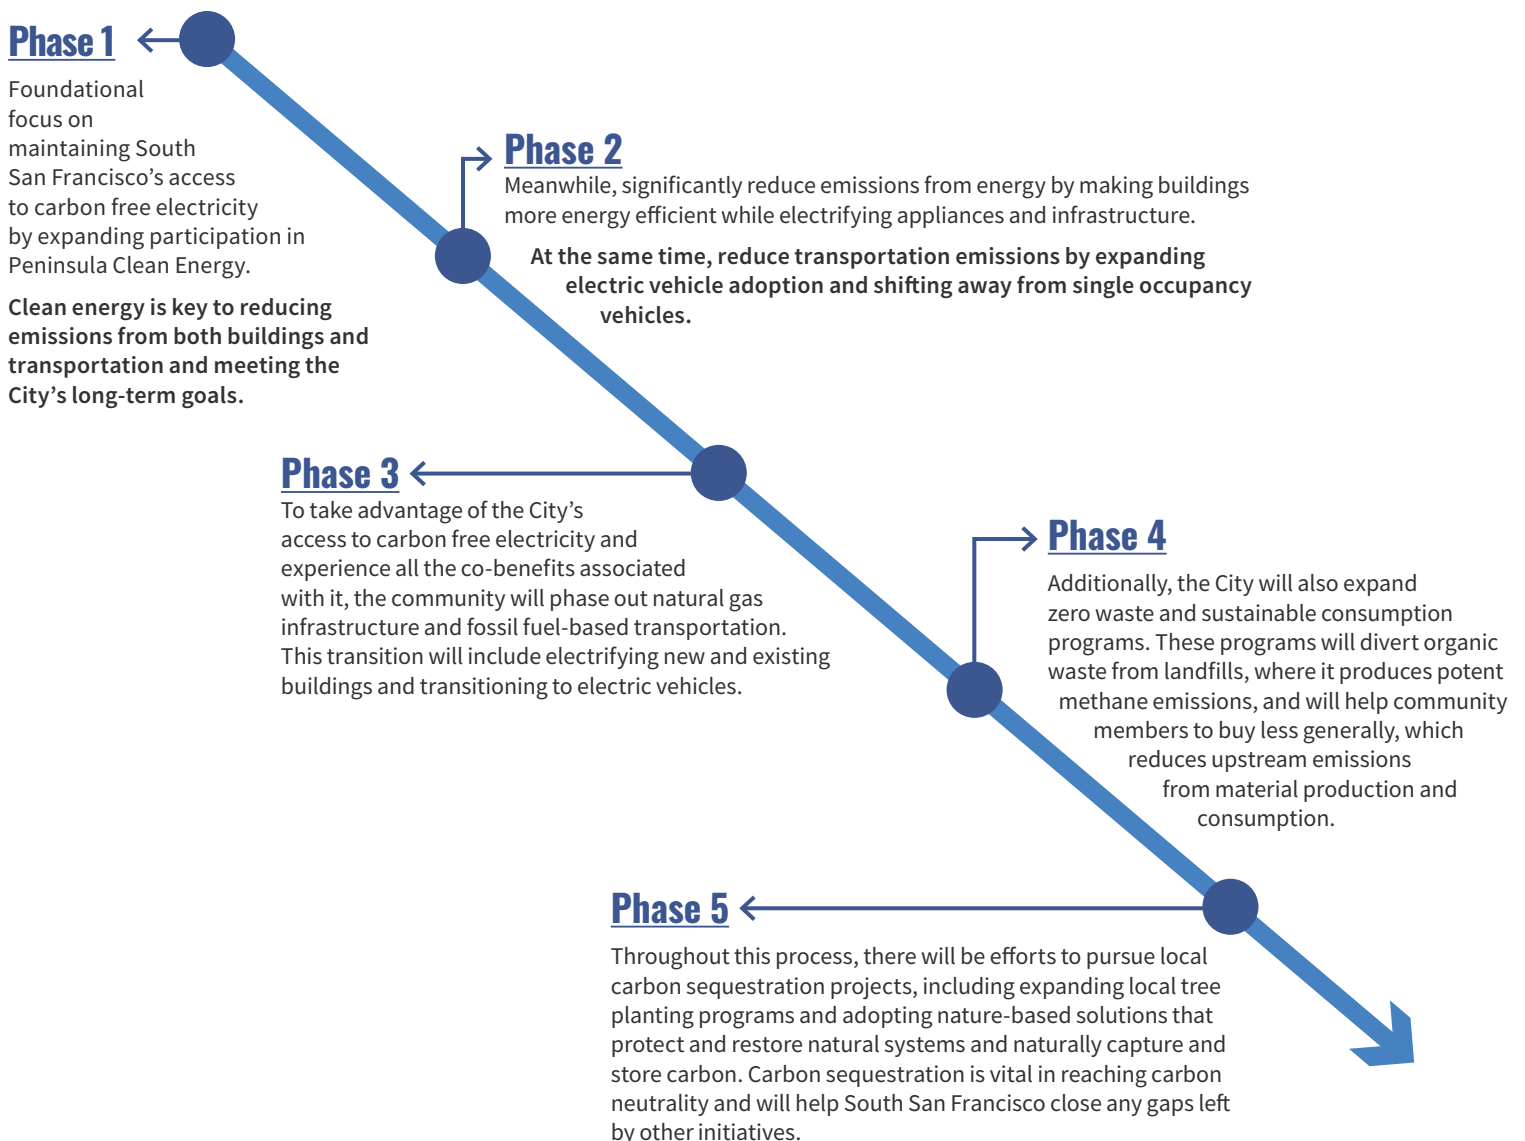 Phase 1
Foundational
focus on
maintaining South
San Francisco’s access
to carbon free electricity
by expanding participation in
Peninsula Clean Energy.
Clean energy is key to reducing
emissions from both buildings and
transportation and meeting the
City’s long-term goals.
Phase 2
Meanwhile, significantly reduce emissions from energy by making buildings
more energy efficient while electrifying appliances and infrastructure.
At the same time, reduce transportation emissions by expanding
electric vehicle adoption and shifting away from single occupancy
vehicles.
Phase 3
To take advantage of the City’s
access to carbon free electricity and
experience all the co-benefits associated
with it, the community will phase out natural gas
infrastructure and fossil fuel-based transportation.
This transition will include electrifying new and existing
buildings and transitioning to electric vehicles.
Phase 4
Additionally, the City will also expand
zero waste and sustainable consumption
programs. These programs will divert organic
waste from landfills, where it produces potent
methane emissions, and will help community
members to buy less generally, which
reduces upstream emissions
from material production and
consumption.
Phase 5
Throughout this process, there will be efforts to pursue local
carbon sequestration projects, including expanding local tree
planting programs and adopting nature-based solutions that
protect and restore natural systems and naturally capture and
store carbon. Carbon sequestration is vital in reaching carbon
neutrality and will help South San Francisco close any gaps left
by other initiatives.